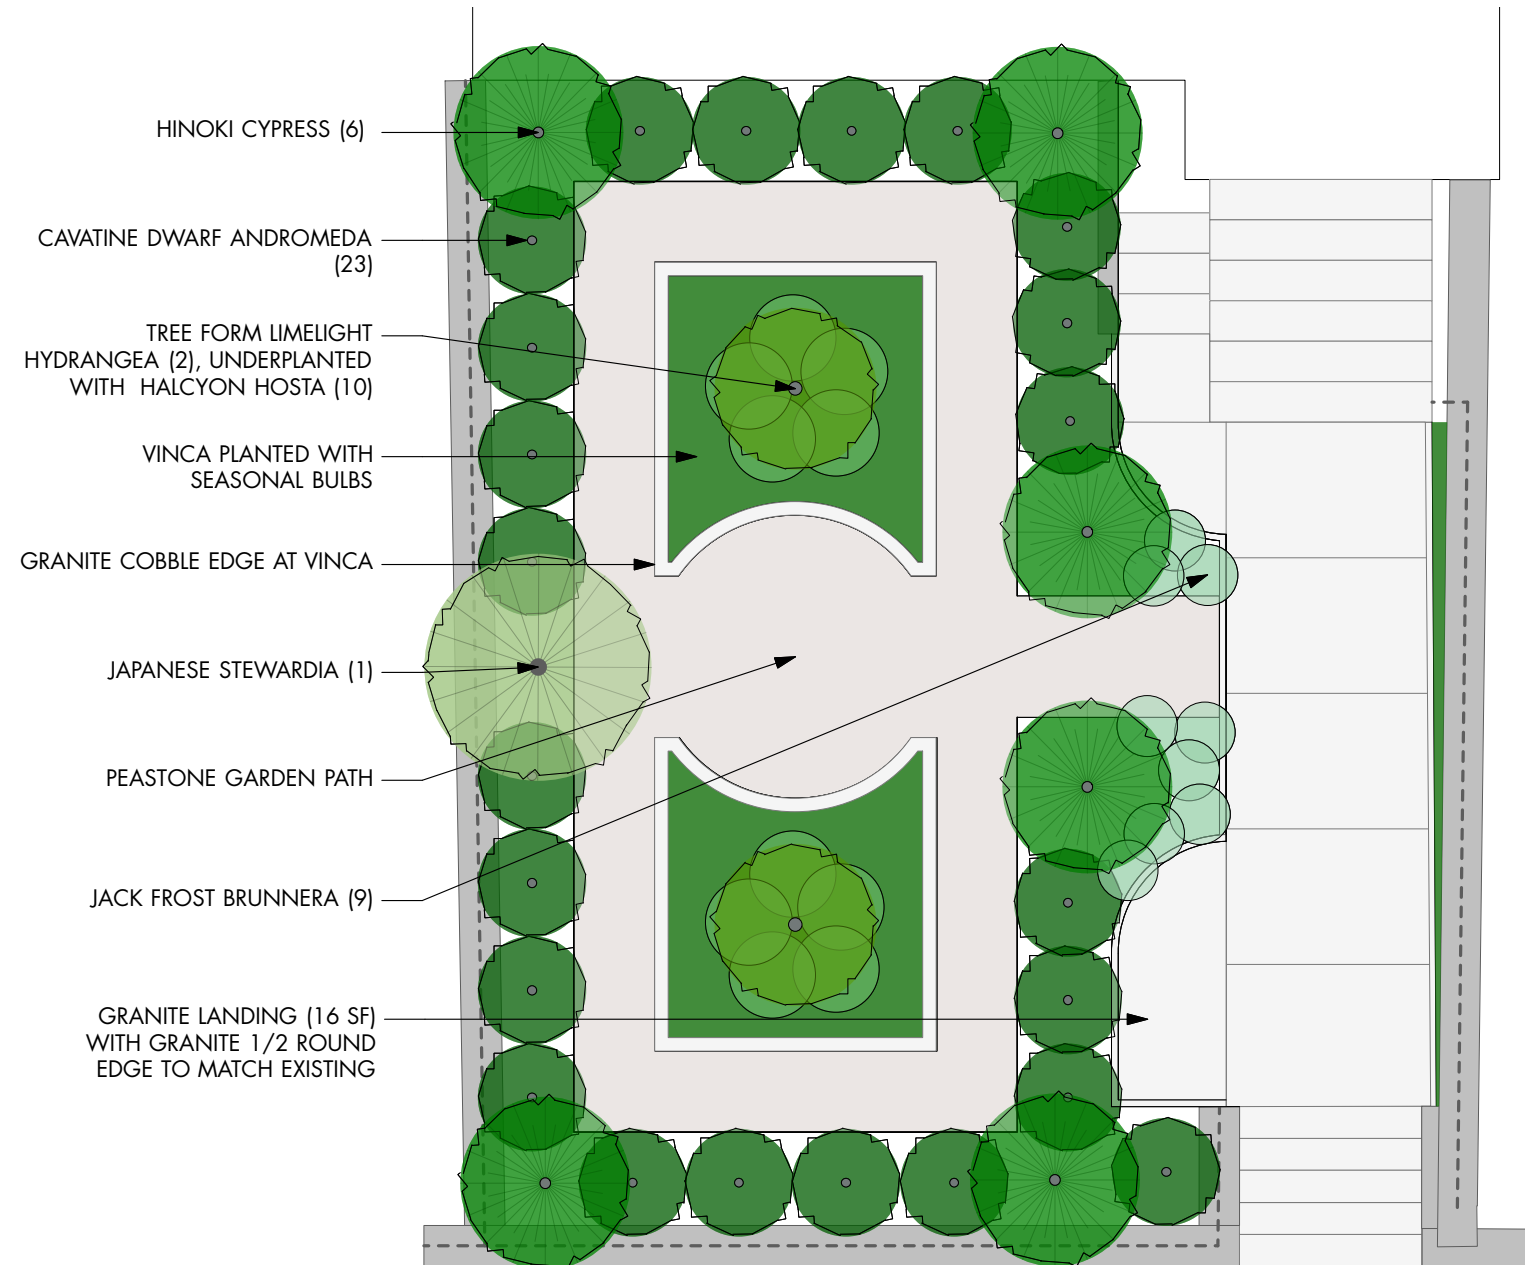 HINOKI CYPRESS (6)
CAVATINE DWARF ANDROMEDA
(23)
TREE FORM LIMELIGHT
HYDRANGEA (2), UNDERPLANTED
WITH HALCYON HOSTA (10)
VINCA PLANTED WITH
SEASONAL BULBS
GRANITE COBBLE EDGE AT VINCA
JAPANESE STEWARDIA (1)
PEASTONE GARDEN PATH
JACK FROST BRUNNERA (9)
GRANITE LANDING (16 SF)
WITH GRANITE 1/2 ROUND
EDGE TO MATCH EXISTING